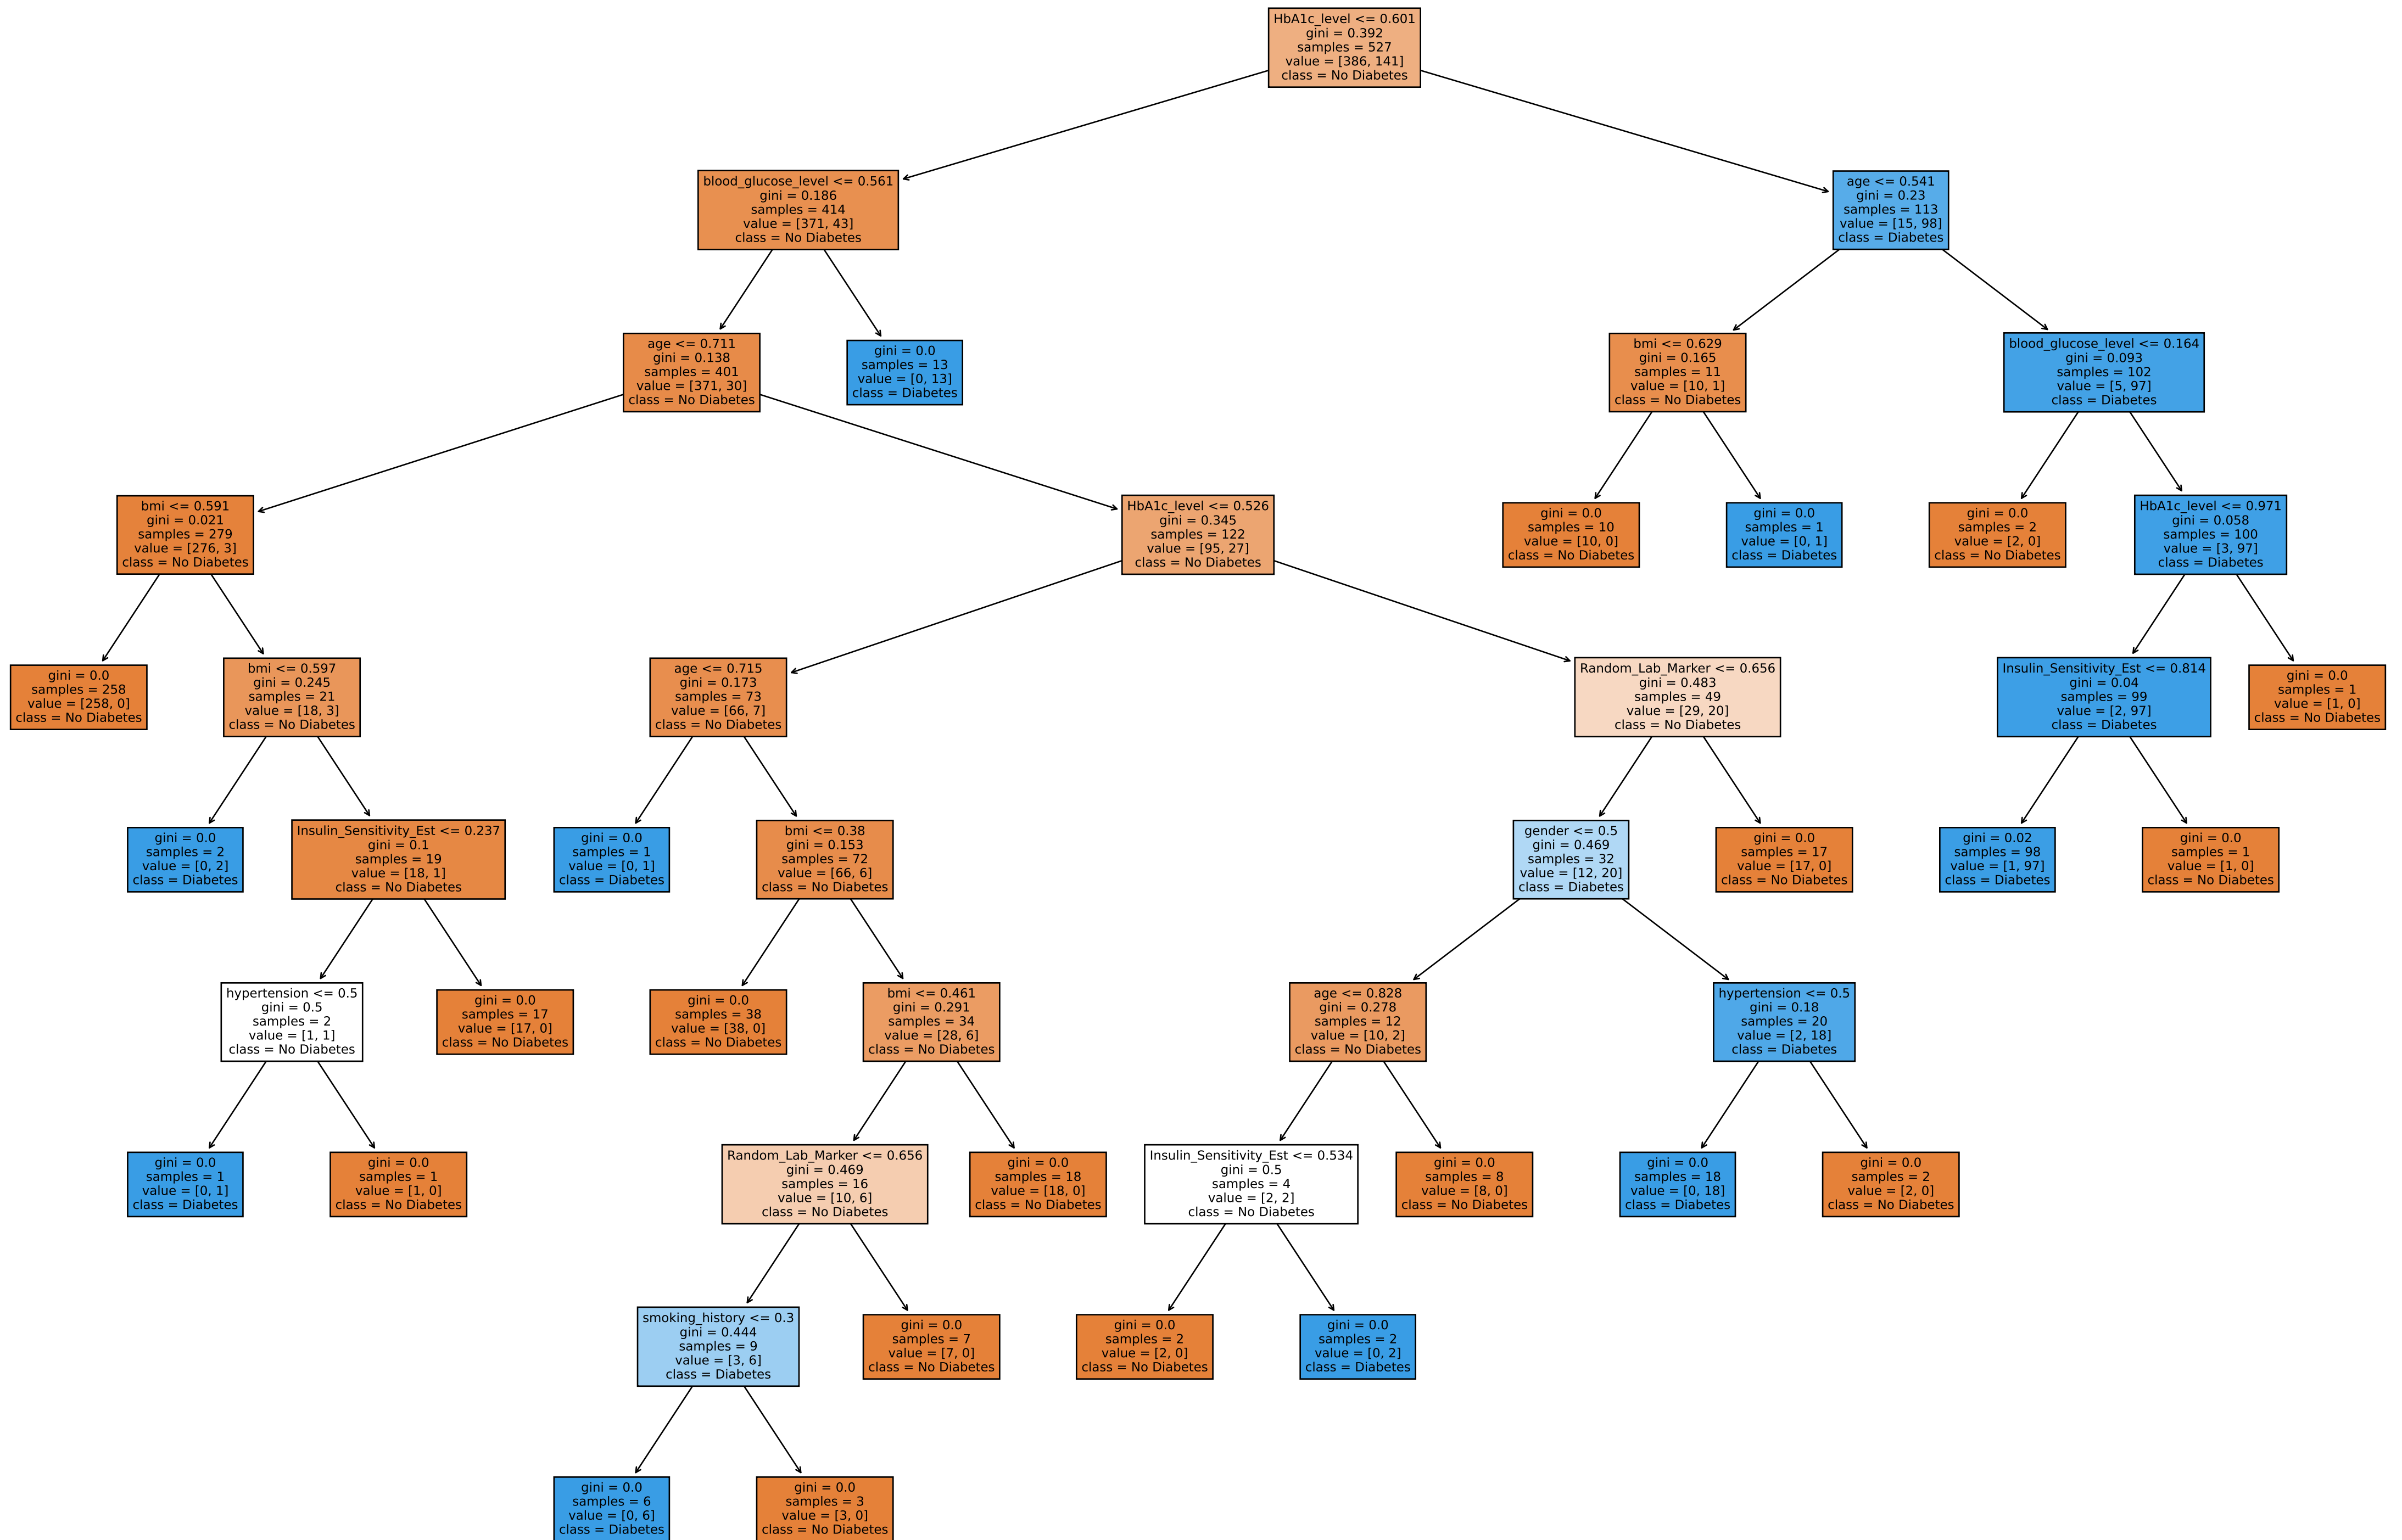 HbA1c_level <= 0.601
gini = 0.392
samples = 527
value = [386, 141]
class = No Diabetes
blood_glucose_level <= 0.561
gini = 0.186
samples = 414
value = [371, 43]
class = No Diabetes
age <= 0.541
gini = 0.23
samples = 113
value = [15, 98]
class = Diabetes
age <= 0.711
gini = 0.138
samples = 401
value = [371, 30]
class = No Diabetes
gini = 0.0
samples = 13
value = [0, 13]
class = Diabetes
bmi <= 0.629
gini = 0.165
samples = 11
value = [10, 1]
class = No Diabetes
blood_glucose_level <= 0.164
gini = 0.093
samples = 102
value = [5, 97]
class = Diabetes
bmi <= 0.591
gini = 0.021
samples = 279
value = [276, 3]
class = No Diabetes
HbA1c_level <= 0.526
gini = 0.345
samples = 122
value = [95, 27]
class = No Diabetes
gini = 0.0
samples = 10
value = [10, 0]
class = No Diabetes
gini = 0.0
samples = 1
value = [0, 1]
class = Diabetes
gini = 0.0
samples = 2
value = [2, 0]
class = No Diabetes
HbA1c_level <= 0.971
gini = 0.058
samples = 100
value = [3, 97]
class = Diabetes
gini = 0.0
samples = 258
value = [258, 0]
class = No Diabetes
bmi <= 0.597
gini = 0.245
samples = 21
value = [18, 3]
class = No Diabetes
age <= 0.715
gini = 0.173
samples = 73
value = [66, 7]
class = No Diabetes
Random_Lab_Marker <= 0.656
gini = 0.483
samples = 49
value = [29, 20]
class = No Diabetes
Insulin_Sensitivity_Est <= 0.814
gini = 0.04
samples = 99
value = [2, 97]
class = Diabetes
gini = 0.0
samples = 1
value = [1, 0]
class = No Diabetes
gini = 0.0
samples = 2
value = [0, 2]
class = Diabetes
Insulin_Sensitivity_Est <= 0.237
gini = 0.1
samples = 19
value = [18, 1]
class = No Diabetes
gini = 0.0
samples = 1
value = [0, 1]
class = Diabetes
bmi <= 0.38
gini = 0.153
samples = 72
value = [66, 6]
class = No Diabetes
gender <= 0.5
gini = 0.469
samples = 32
value = [12, 20]
class = Diabetes
gini = 0.0
samples = 17
value = [17, 0]
class = No Diabetes
gini = 0.02
samples = 98
value = [1, 97]
class = Diabetes
gini = 0.0
samples = 1
value = [1, 0]
class = No Diabetes
hypertension <= 0.5
gini = 0.5
samples = 2
value = [1, 1]
class = No Diabetes
gini = 0.0
samples = 17
value = [17, 0]
class = No Diabetes
gini = 0.0
samples = 38
value = [38, 0]
class = No Diabetes
bmi <= 0.461
gini = 0.291
samples = 34
value = [28, 6]
class = No Diabetes
age <= 0.828
gini = 0.278
samples = 12
value = [10, 2]
class = No Diabetes
hypertension <= 0.5
gini = 0.18
samples = 20
value = [2, 18]
class = Diabetes
gini = 0.0
samples = 1
value = [0, 1]
class = Diabetes
gini = 0.0
samples = 1
value = [1, 0]
class = No Diabetes
Random_Lab_Marker <= 0.656
gini = 0.469
samples = 16
value = [10, 6]
class = No Diabetes
gini = 0.0
samples = 18
value = [18, 0]
class = No Diabetes
Insulin_Sensitivity_Est <= 0.534
gini = 0.5
samples = 4
value = [2, 2]
class = No Diabetes
gini = 0.0
samples = 8
value = [8, 0]
class = No Diabetes
gini = 0.0
samples = 18
value = [0, 18]
class = Diabetes
gini = 0.0
samples = 2
value = [2, 0]
class = No Diabetes
smoking_history <= 0.3
gini = 0.444
samples = 9
value = [3, 6]
class = Diabetes
gini = 0.0
samples = 7
value = [7, 0]
class = No Diabetes
gini = 0.0
samples = 2
value = [2, 0]
class = No Diabetes
gini = 0.0
samples = 2
value = [0, 2]
class = Diabetes
gini = 0.0
samples = 6
value = [0, 6]
class = Diabetes
gini = 0.0
samples = 3
value = [3, 0]
class = No Diabetes